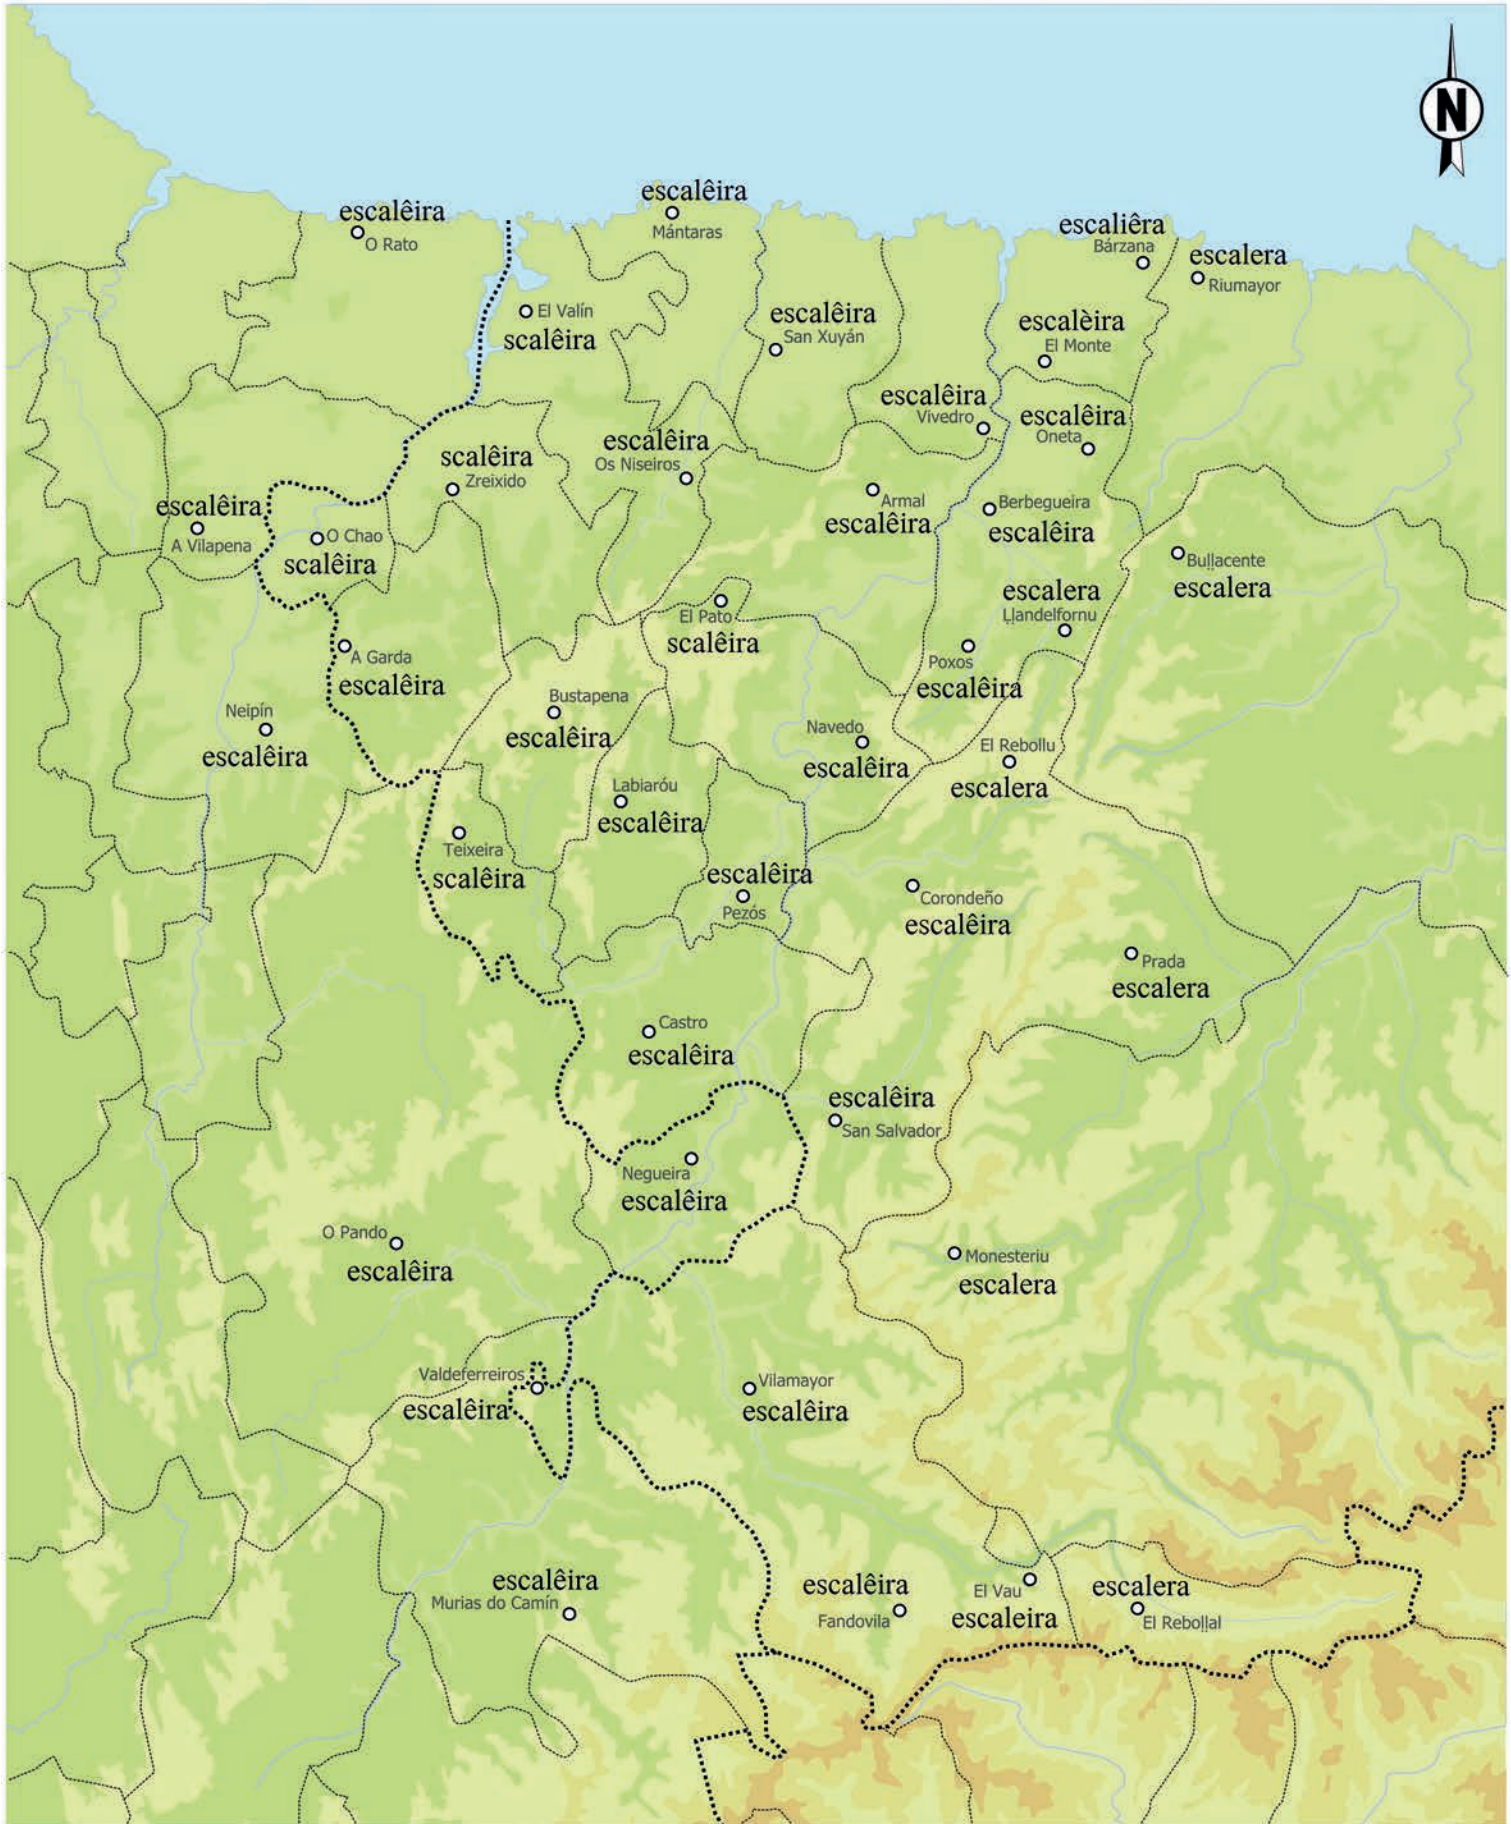 N
escalêira
Mántaras
escalêira
O Rato
escaliêra
Bárzana
escalera
Riumayor
El Valín
scalêira
escalêira
San Xuyán
escalèira
El Monte
escalêira
Vivedro
escalêira
Oneta
escalêira
Os Niseiros
scalêira
Zreixido
escalêira
A Vilapena
Armal
escalêira
Berbegueira
escalêira
O Chao
scalêira
Buḷḷacente
escalera
escalera
Ḷḷandelfornu
El Pato
scalêira
A Garda
escalêira
Poxos
escalêira
Bustapena
escalêira
Neipín
escalêira
Navedo
escalêira
El Rebollu
escalera
Labiaróu
escalêira
Teixeira
scalêira
escalêira
Pezós
Corondeño
escalêira
Prada
escalera
Castro
escalêira
escalêira
San Salvador
Negueira
escalêira
O Pando
escalêira
Monesteriu
escalera
Valdeferreiros
escalêira
Vilamayor
escalêira
escalêira
Murias do Camín
escalêira
Fandovila
El Vau
escaleira
escalera
El Reboḷḷal